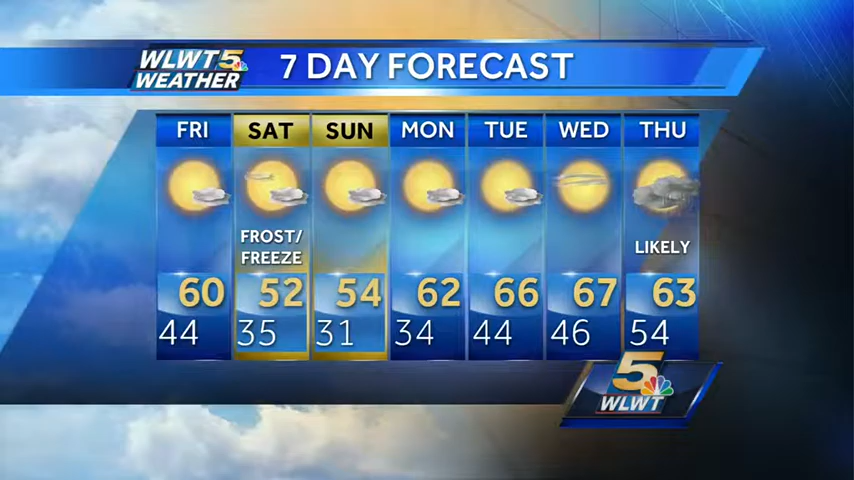 WLWT 5
WEATHER
7 DAY FORECAST
FRI SAT SUN MON TUE WED THU
FROST/
FREEZE
LIKELY
60 52 54 62 66 67 63
44 35 31 34 44 46 54
5
WLWT